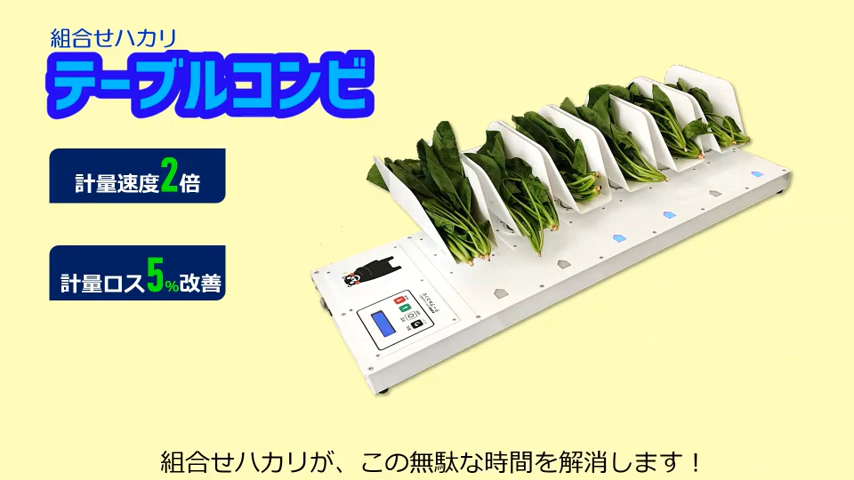 組合せハカリ
テーブルコンビ
計量速度2倍
計量ロス5%改善
組合せハカリが、この無駄な時間を解消します！